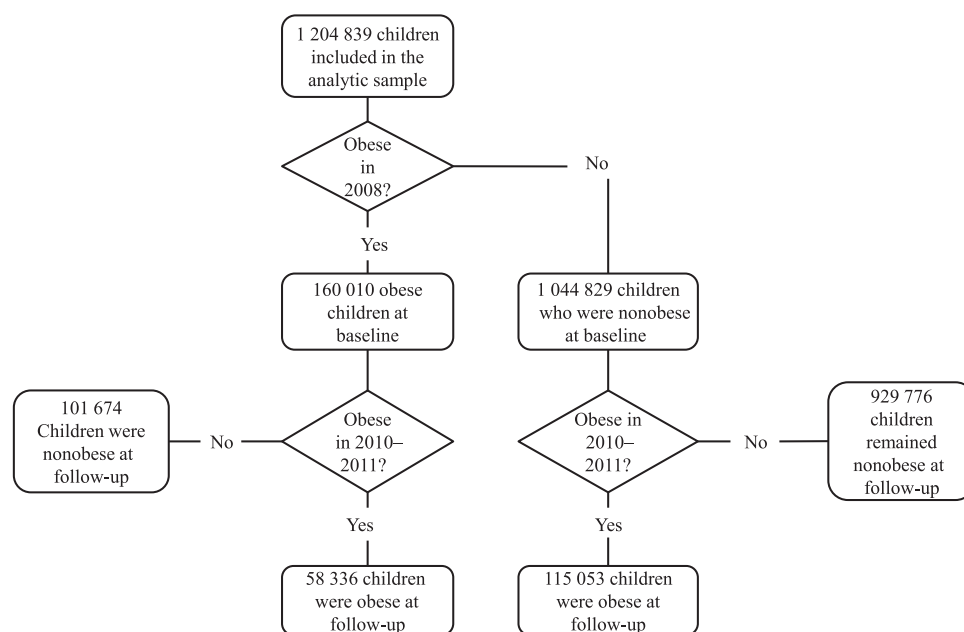 1 204 839 children
included in the
analytic sample
Obese
in
2008?
No
Yes
160 010 obese
children at
baseline
1 044 829 children
who were nonobese
at baseline
101 674
Children were
nonobese at
follow-up
No
Obese
in 2010–
2011?
Obese in
2010–
2011?
No
929 776
children
remained
nonobese at
follow-up
Yes
Yes
58 336 children
were obese at
follow-up
115 053 children
were obese at
follow-up